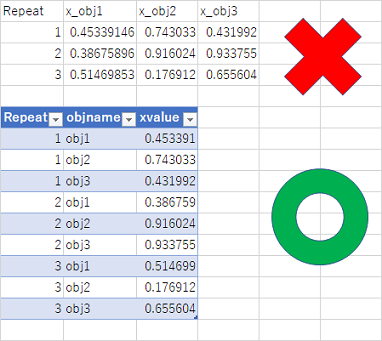 Repeat x_obj1 x_obj2 x_obj3
1 0.45339146 0.743033 0.431992
2 0.38675896 0.916024 0.933755
3 0.51469853 0.176912 0.655604
Repeat objname xvalue
1 obj1 0.453391
1 obj2 0.743033
1 obj3 0.431992
2 obj1 0.386759
2 obj2 0.916024
2 obj3 0.933755
3 obj1 0.514699
3 obj2 0.176912
3 obj3 0.655604